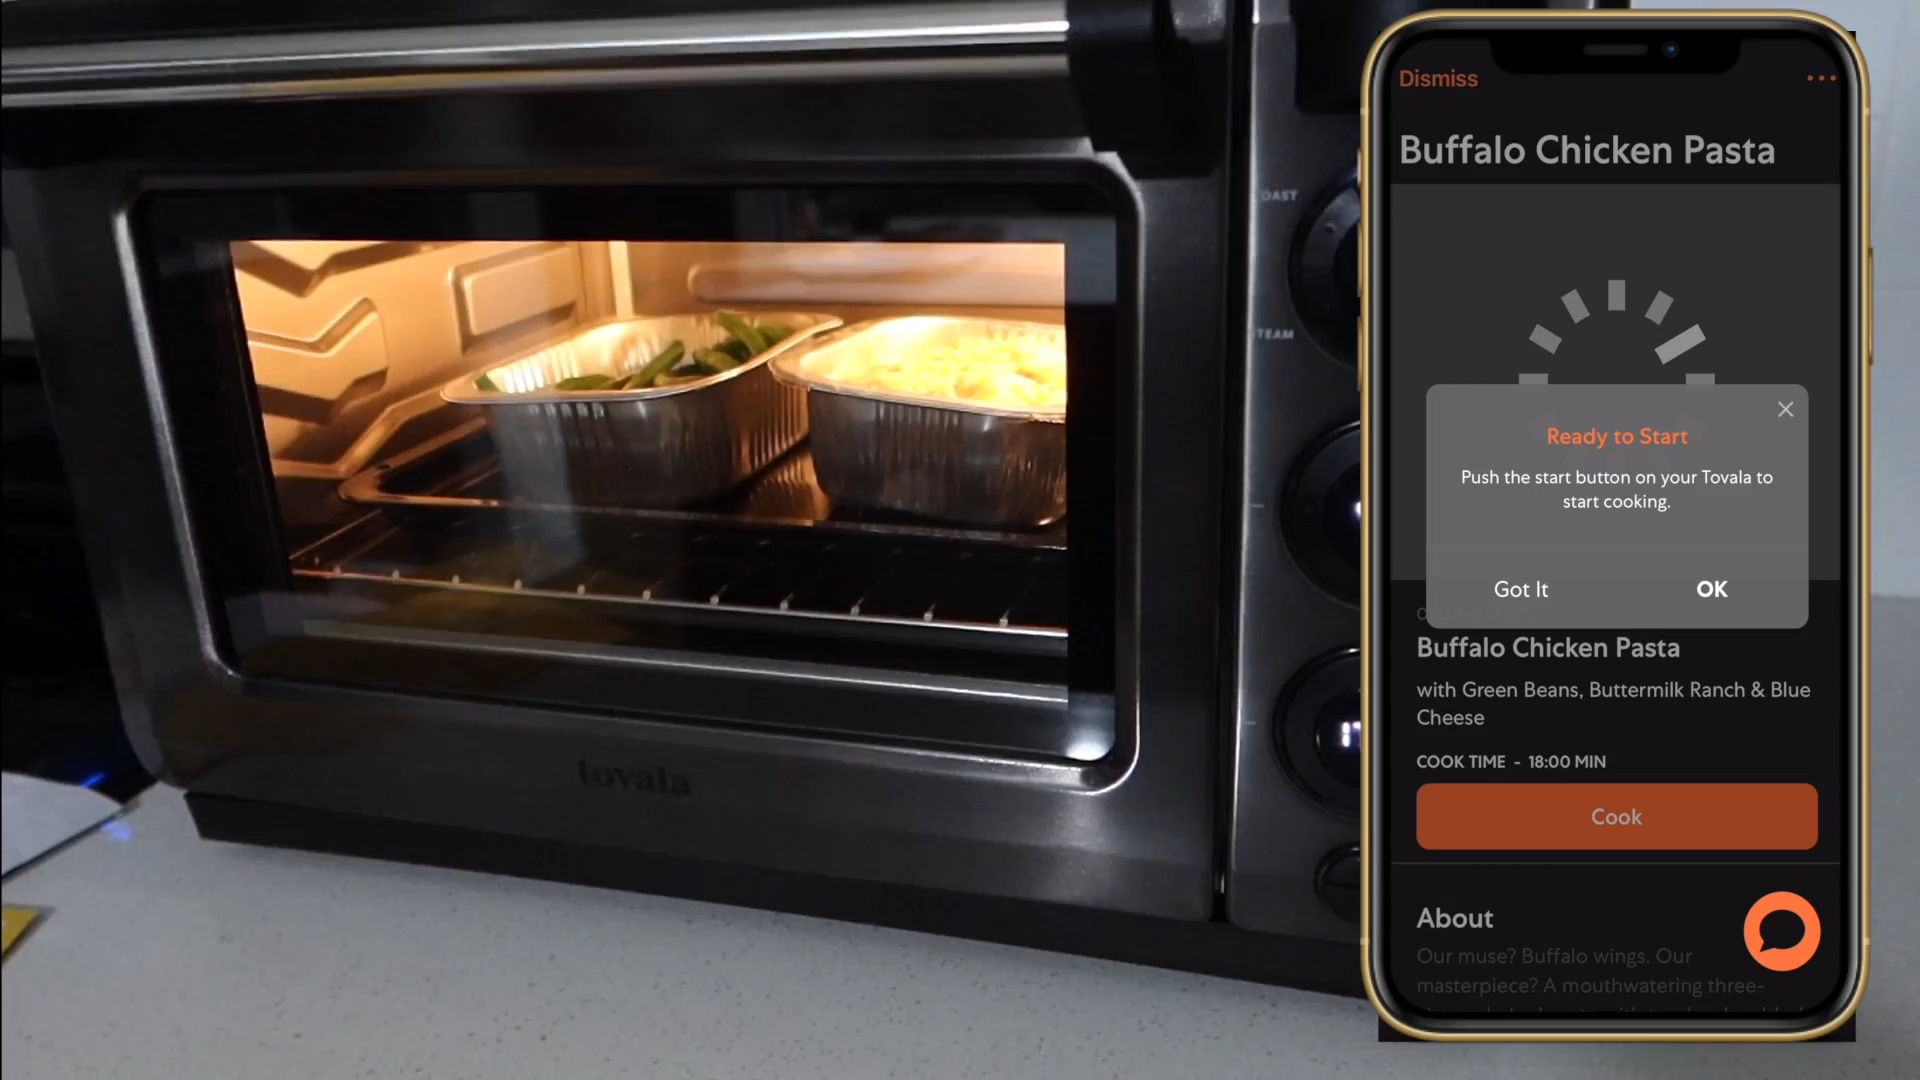 OAST
TEAM
tovala
Dismiss
Buffalo Chicken Pasta
Ready to Start
Push the start button on your Tovala to
start cooking.
Got It
OK
Buffalo Chicken Pasta
with Green Beans, Buttermilk Ranch & Blue
Cheese
COOK TIME - 18:00 MIN
Cook
About
Our muse? Buffalo wings. Our
masterpiece? A mouthwatering three-